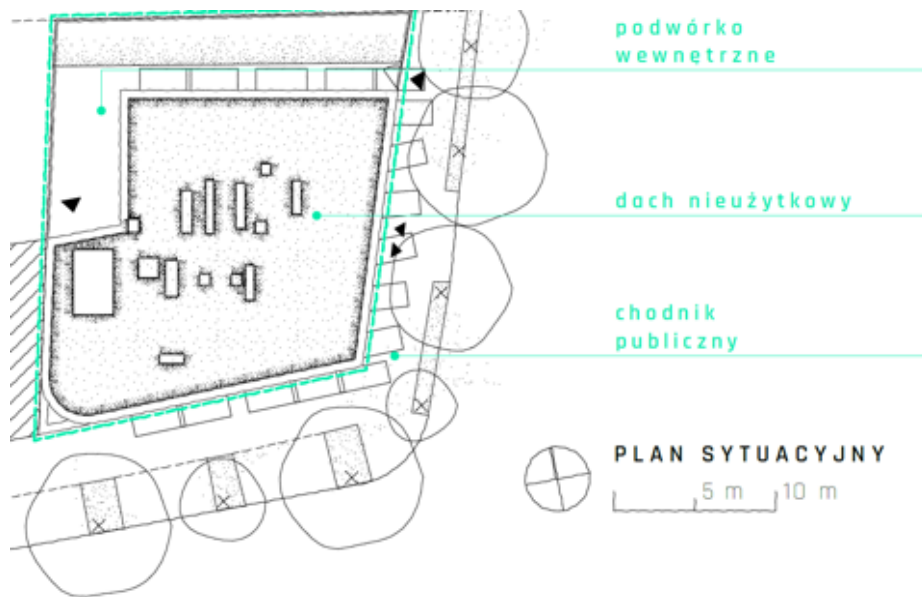 podwórko
wewnętrzne
dach nieużytkowy
chodnik
publiczny
PLAN SYTUACYJNY
5 m 10 m